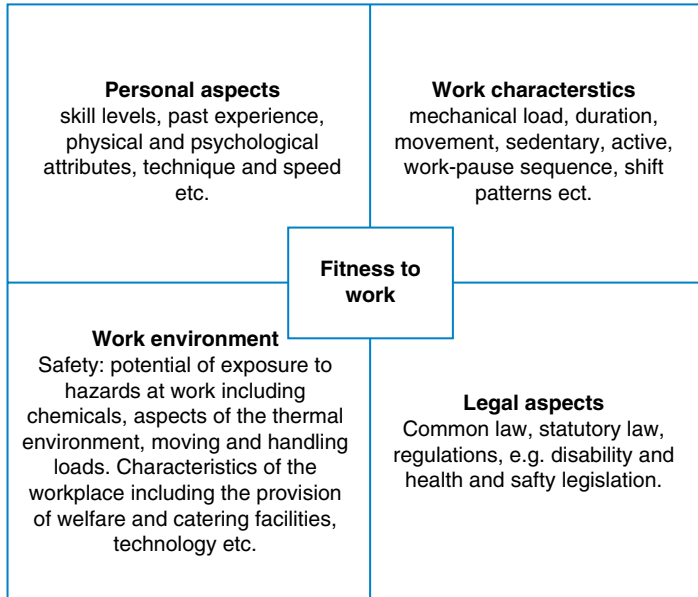 Personal aspects
skill levels, past experience,
physical and psychological
attributes, technique and speed
etc.
Work characterstics
mechanical load, duration,
movement, sedentary, active,
work-pause sequence, shift
patterns ect.
Fitness to
work
Work environment
Safety: potential of exposure to
hazards at work including
chemicals, aspects of the thermal
environment, moving and handling
loads. Characteristics of the
workplace including the provision
of welfare and catering facilities,
technology etc.
Legal aspects
Common law, statutory law,
regulations, e.g. disability and
health and safty legislation.